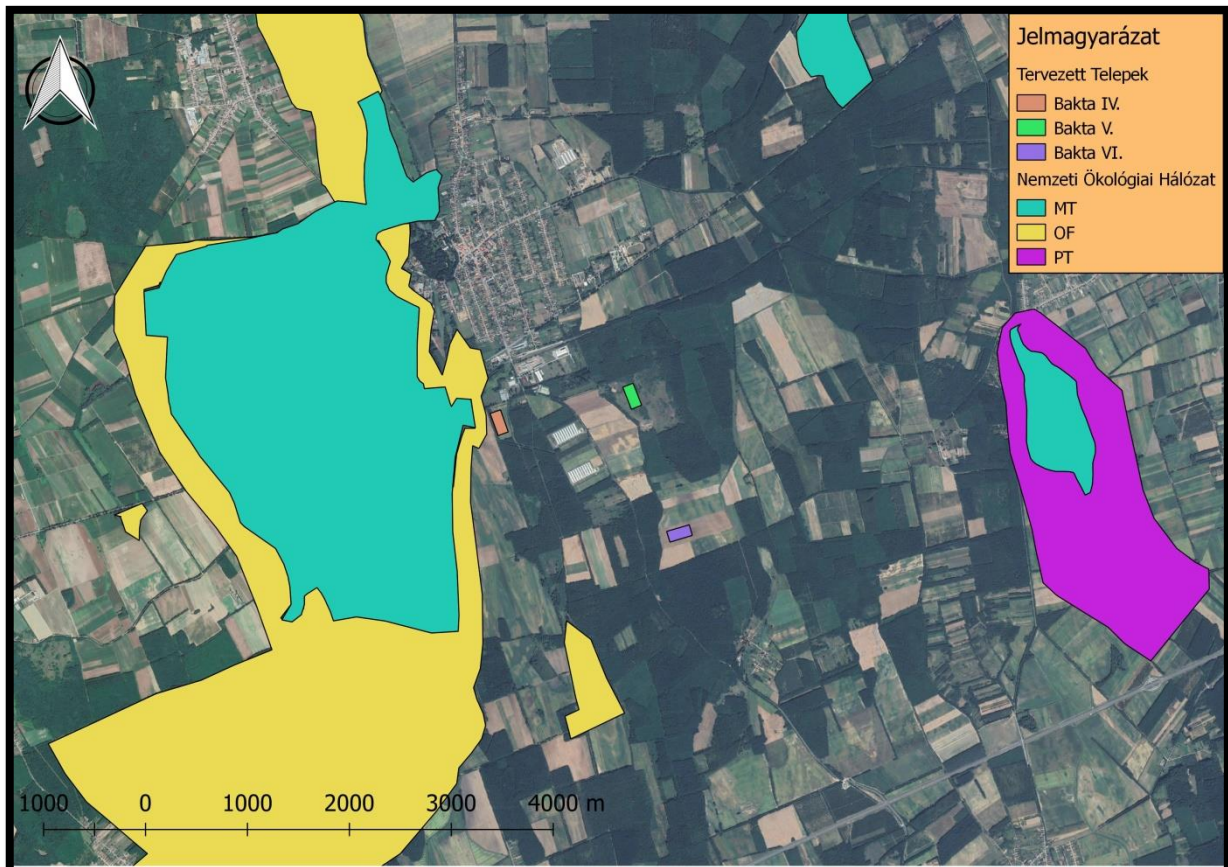 Jelmagyarázat
Tervezett Telepek
Bakta IV.
Bakta V.
Bakta VI.
Nemzeti Ökológiai Hálózat
MT
OF
PT
1000 0 1000 2000 3000 4000 m